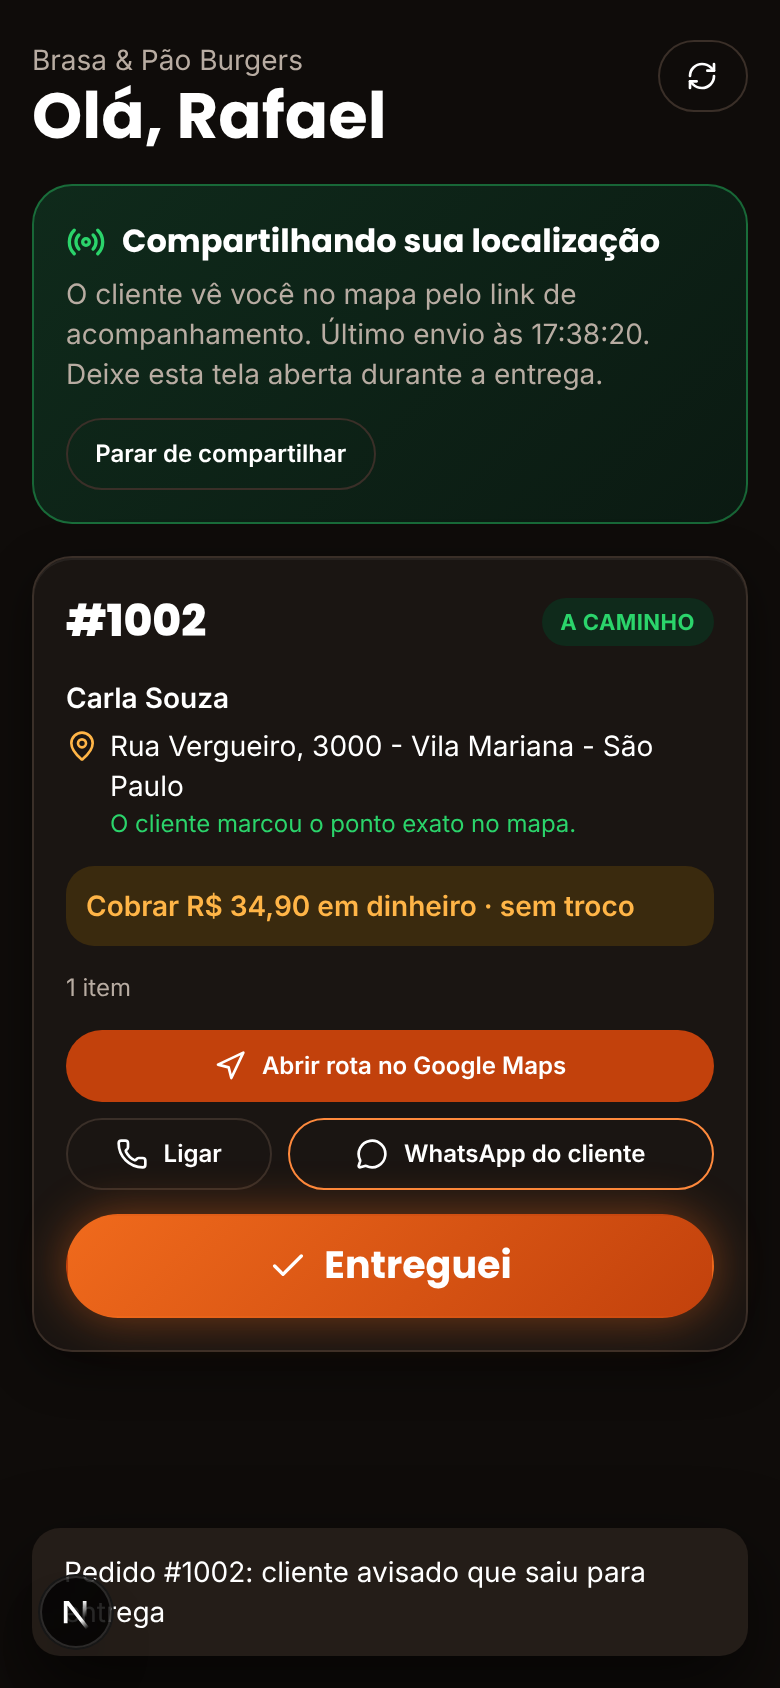 Brasa & Pão Burgers
Olá, Rafael
Compartilhando sua localização
O cliente vê você no mapa pelo link de
acompanhamento. Último envio às 17:38:20.
Deixe esta tela aberta durante a entrega.
Parar de compartilhar
#1002
A CAMINHO
Carla Souza
Rua Vergueiro, 3000 - Vila Mariana - São
Paulo
O cliente marcou o ponto exato no mapa.
Cobrar R$ 34,90 em dinheiro · sem troco
1 item
Abrir rota no Google Maps
Ligar
WhatsApp do cliente
Entreguei
Pedido #1002: cliente avisado que saiu para
entrega
N